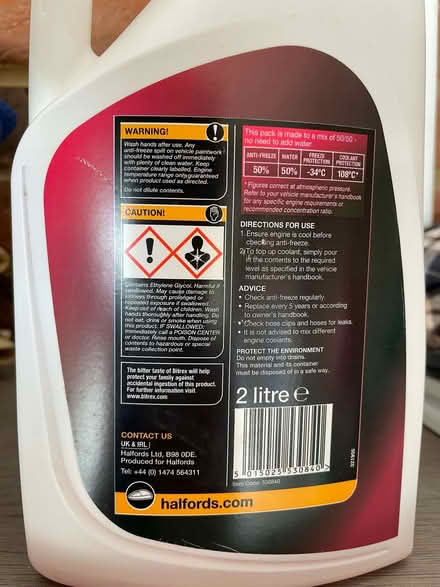 WARNING!
Wash hands after use. Any
anti-freeze spilt on vehicle paintwork
should be washed off immediately
with plenty of clean water. Keep
container clearly labelled. Engine
temperature range only guaranteed
when product used as directed.
Do not dilute contents.
CAUTION!
Contains Ethylene Glycol. Harmful if
swallowed. May cause damage to
kidneys through prolonged or
repeated exposure if swallowed.
Keep out of reach of children. Wash
hands thoroughly after handling. Do
not eat, drink or smoke when using
this product. IF SWALLOWED:
Immediately call a POISON CENTER
or doctor. Rinse mouth. Dispose of
contents to hazardous or special
waste collection point.
The bitter taste of Bitrex will help
protect your family against
accidental ingestion of this product.
For further information visit
www.bitrex.com
CONTACT US
UK & IRL
Halfords Ltd, B98 0DE.
Produced for Halfords
Tel: +44 (0) 1474 564311
This pack is made to a mix of 50/50 -
no need to add water
ANTI-FREEZE WATER FREEZE PROTECTION COOLANT PROTECTION
50% 50% -34°C 108°C*
* Figures correct at atmospheric pressure.
Refer to your vehicle manufacturer's handbook
for any specific engine requirements or
recommended concentration ratio.
DIRECTIONS FOR USE
1. Ensure engine is cool before
checking anti-freeze.
2. To top up coolant, simply pour
in the contents to the required
level as specified in the vehicle
manufacturer's handbook.
ADVICE
• Check anti-freeze regularly.
• Replace every 5 years or according
to owner's handbook.
• Check hose clips and hoses for leaks.
• It is not advised to mix different
engine coolants.
PROTECT THE ENVIRONMENT
Do not empty into drains.
This material and its container
must be disposed of in a safe way.
2 litre ℮
5 015025 530840
Item Code: 530840
halfords.com